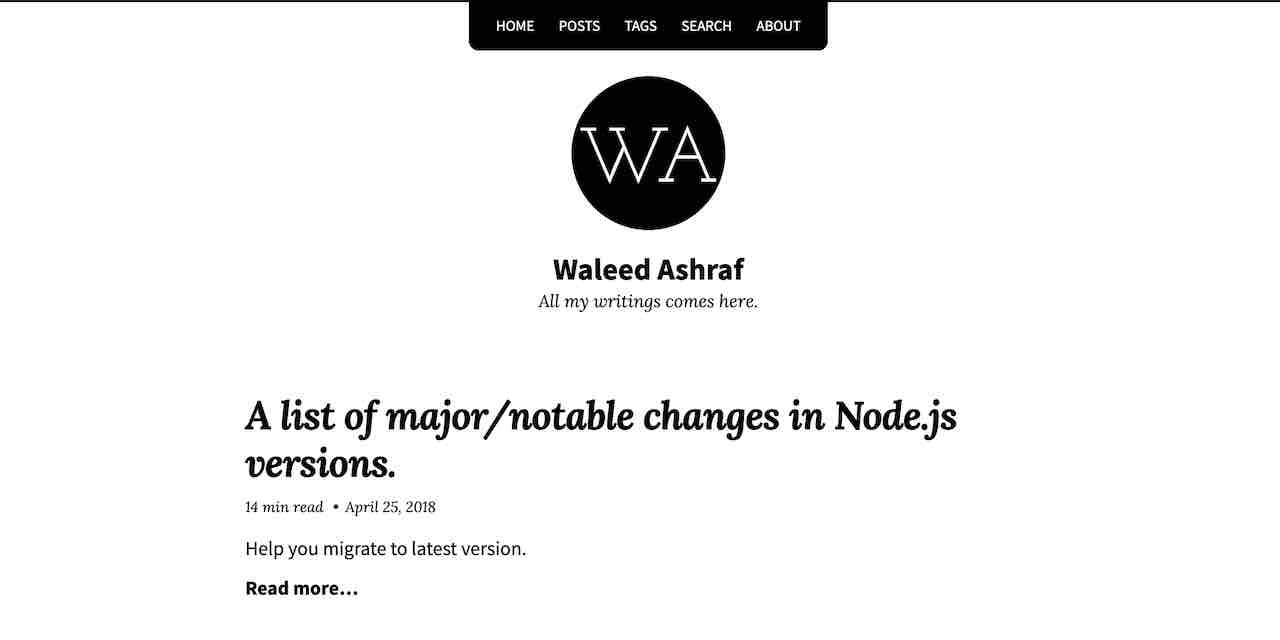 HOME POSTS TAGS SEARCH ABOUT
WA
Waleed Ashraf
All my writings comes here.
A list of major/notable changes in Node.js
versions.
14 min read • April 25, 2018
Help you migrate to latest version.
Read more...